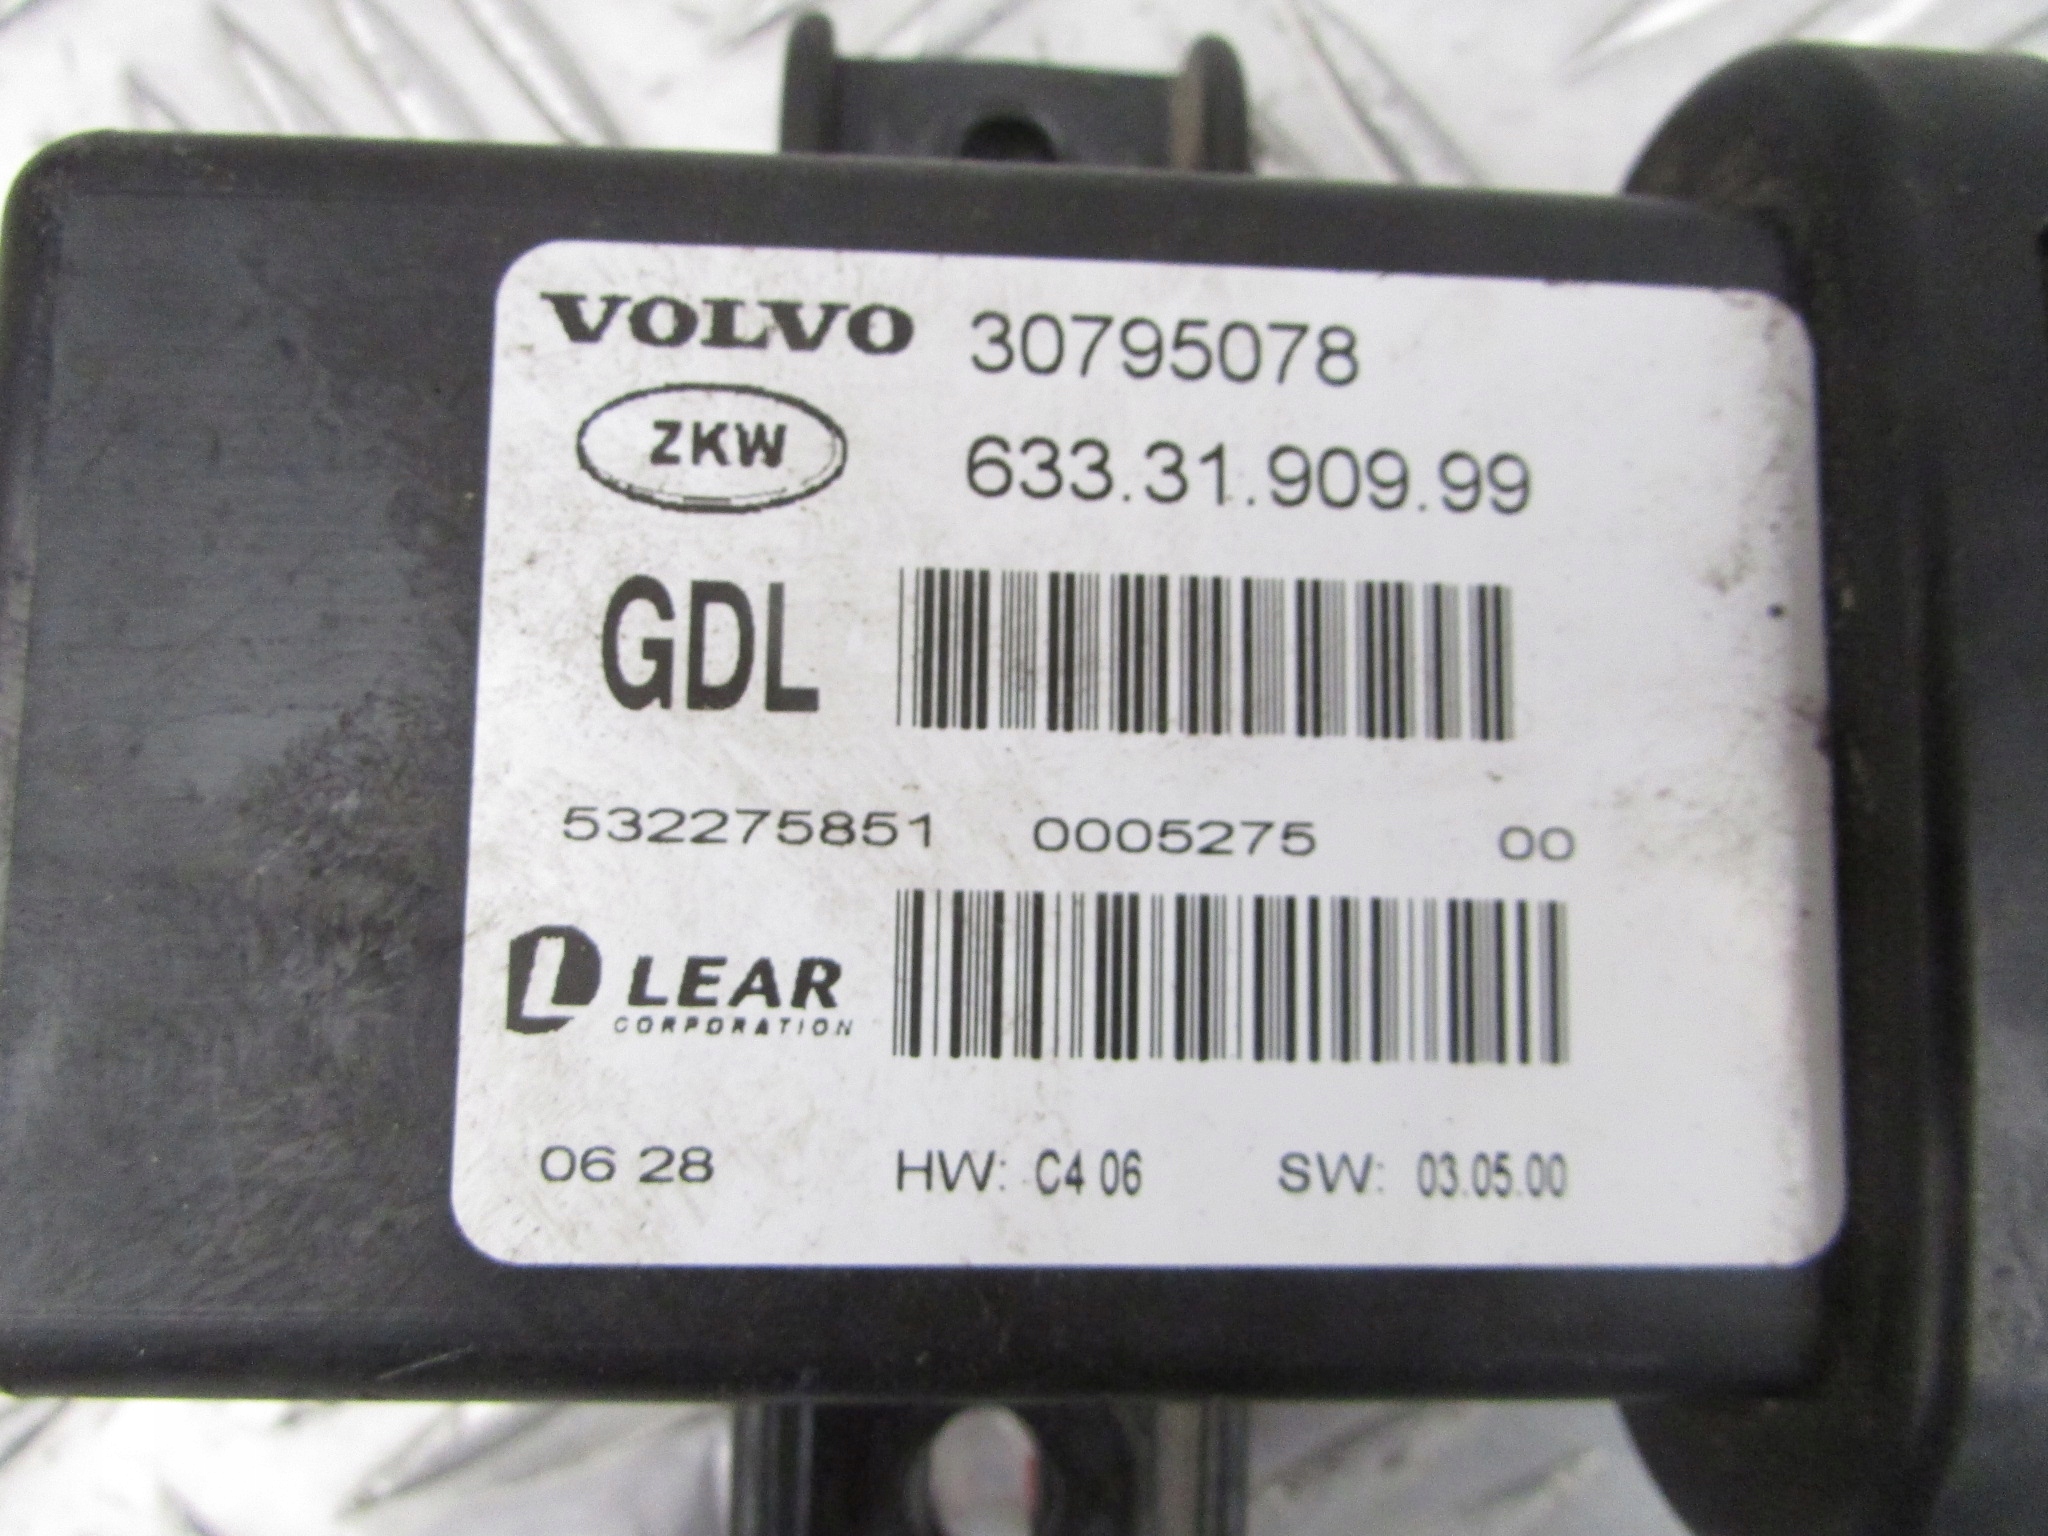 VOLVO 30795078
ZKW 633.31.909.99
GDL
532275851 0005275 00
L LEAR
CORPORATION
06 28 HW: C4 06 SW: 03.05.00